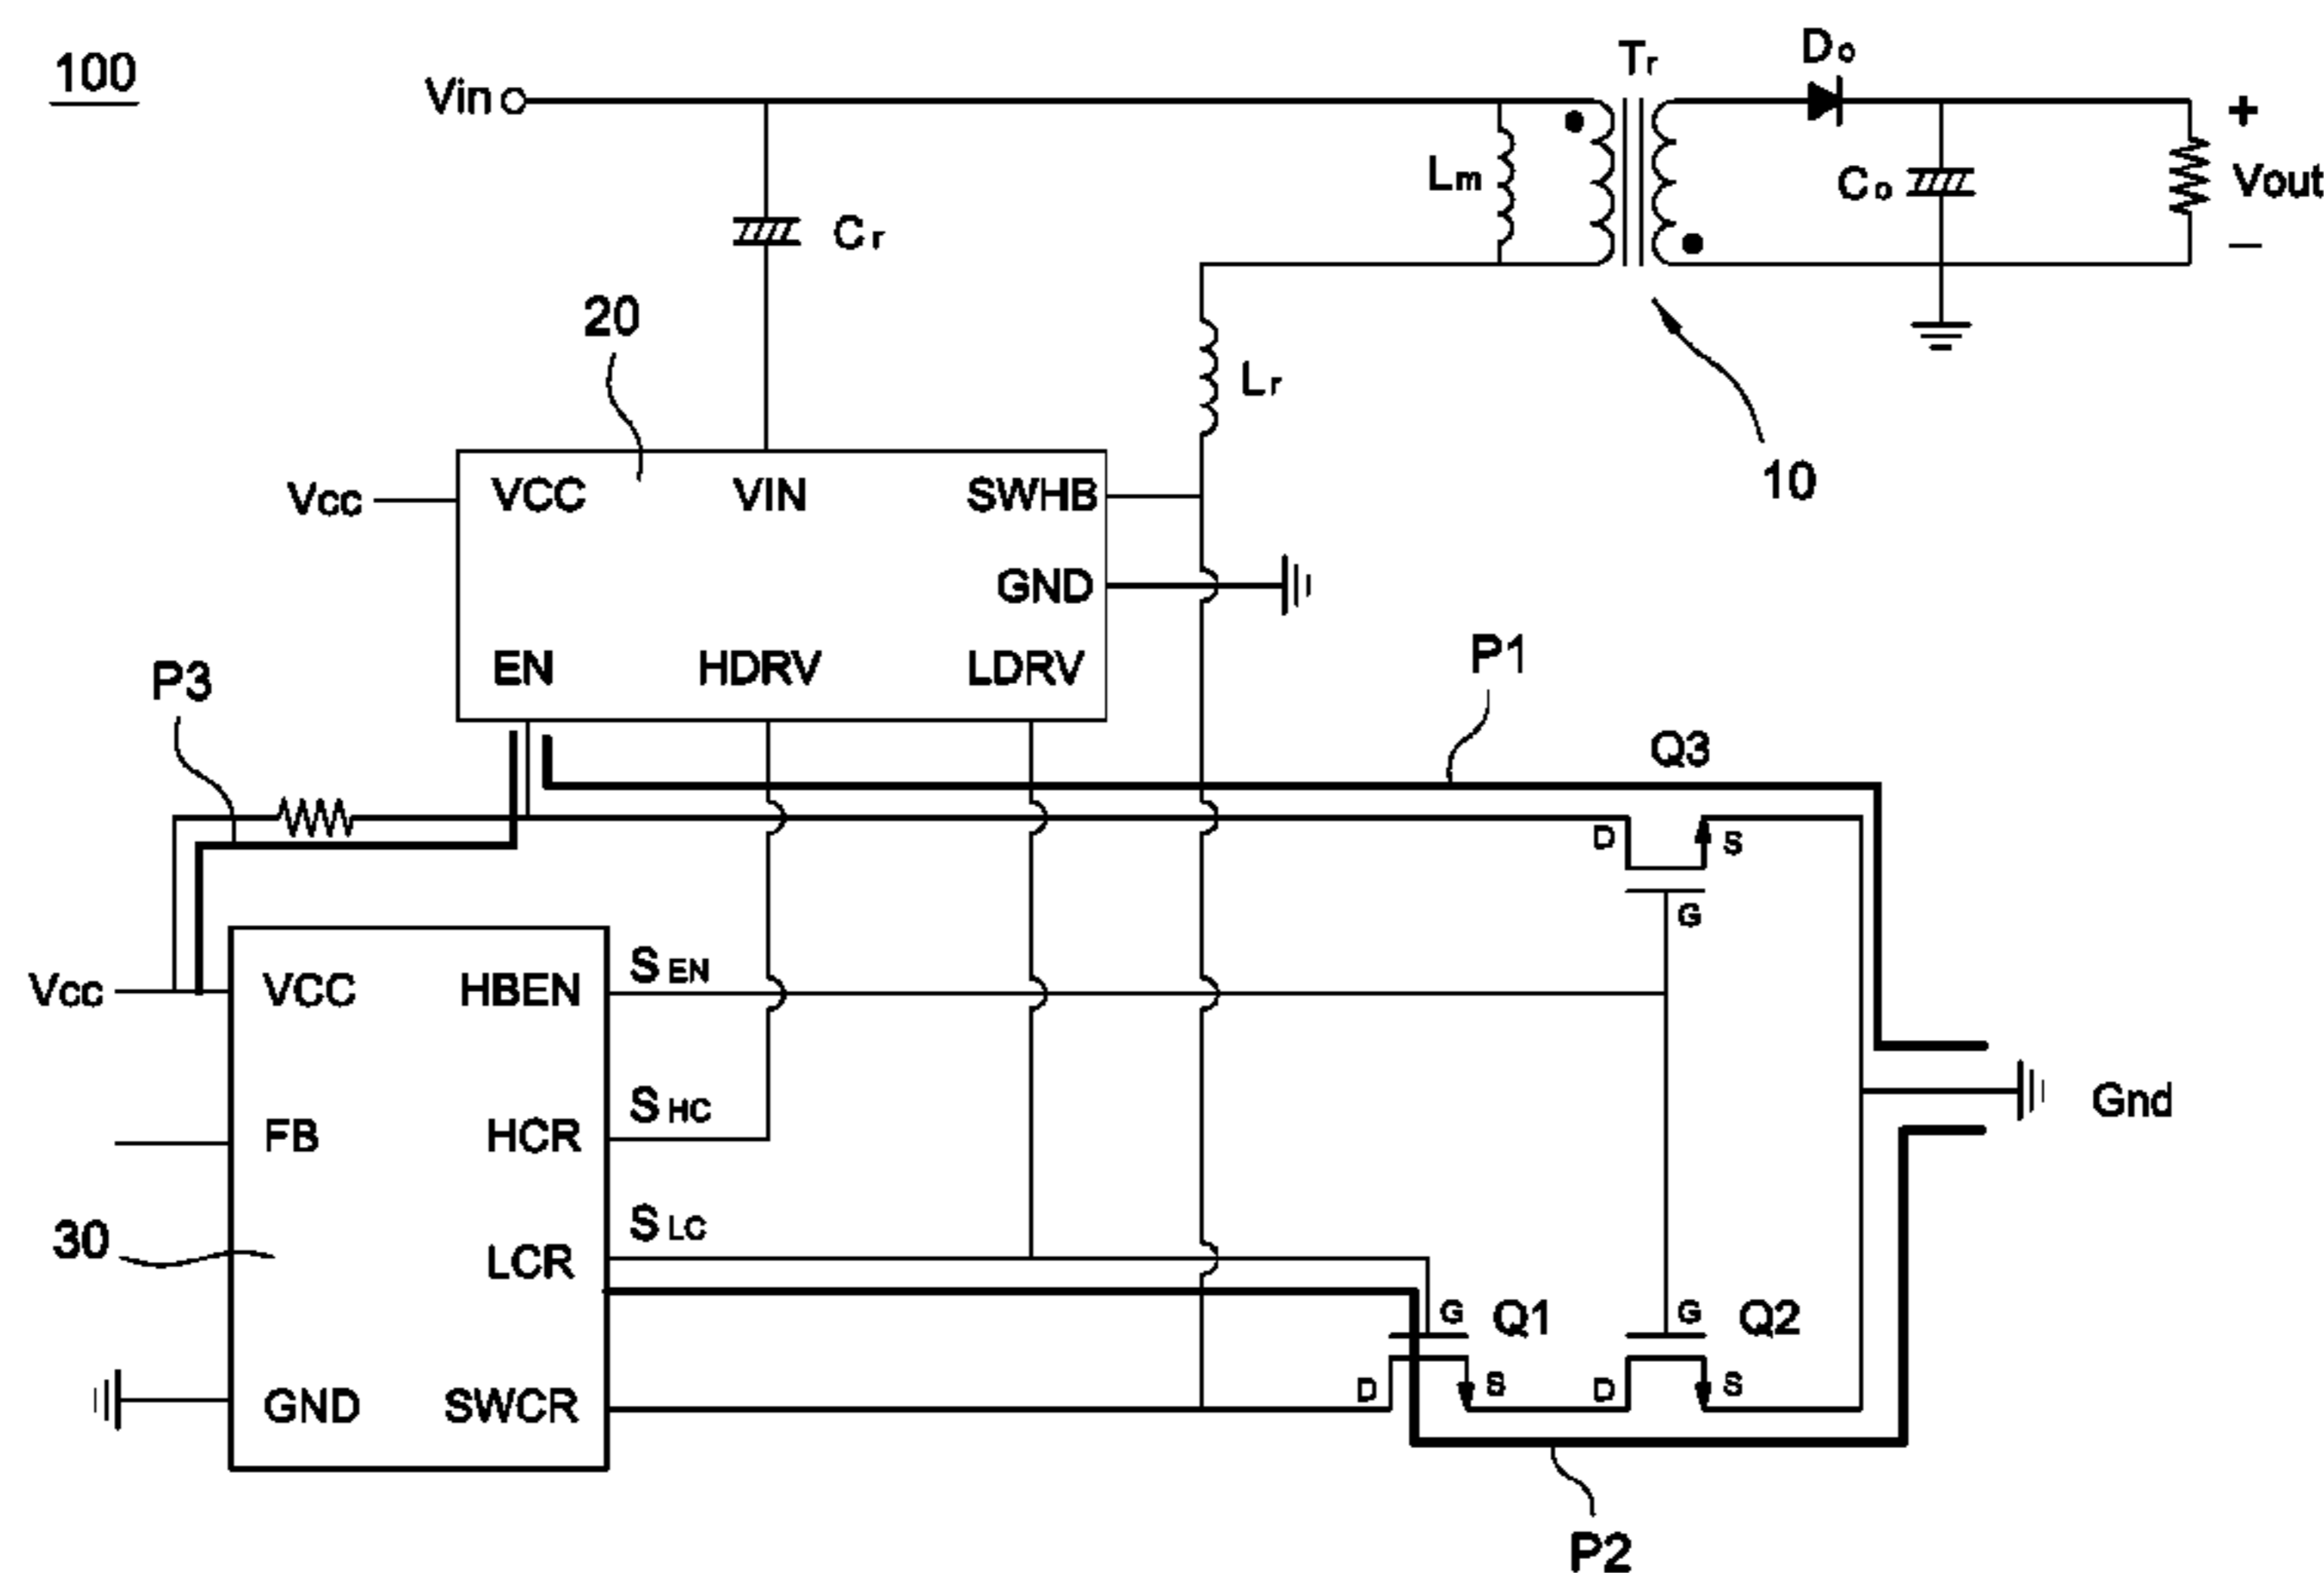 100
Vin
Tr
Do
+
Lm
Co
Vout
Cr
–
20
Lr
10
Vcc
VCC
VIN
SWHB
GND
P3
EN
HDRV
LDRV
P1
Q3
D
S
G
Vcc
VCC
HBEN
SEN
FB
HCR
SHC
Gnd
30
LCR
SLC
G
Q1
G
Q2
GND
SWCR
D
S
D
S
P2